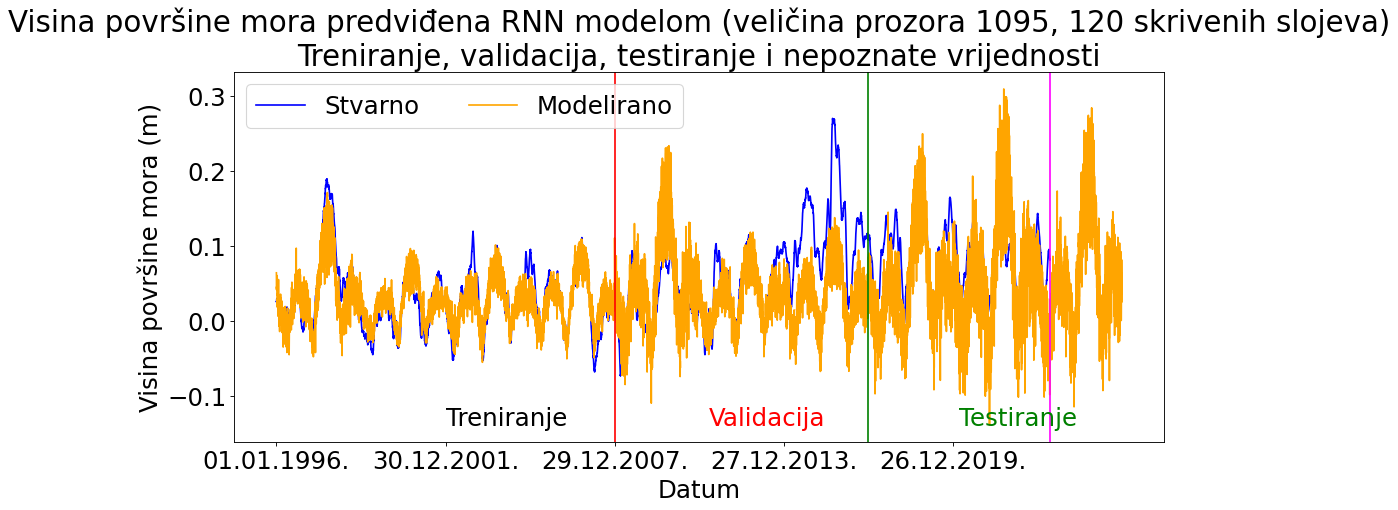 Visina površine mora predviđena RNN modelom (veličina prozora 1095, 120 skrivenih slojeva)
Treniranje, validacija, testiranje i nepoznate vrijednosti
Stvarno
Modelirano
Visina površine mora (m)
0.3
0.2
0.1
0.0
−0.1
Treniranje
Validacija
Testiranje
01.01.1996.
30.12.2001.
29.12.2007.
27.12.2013.
26.12.2019.
Datum